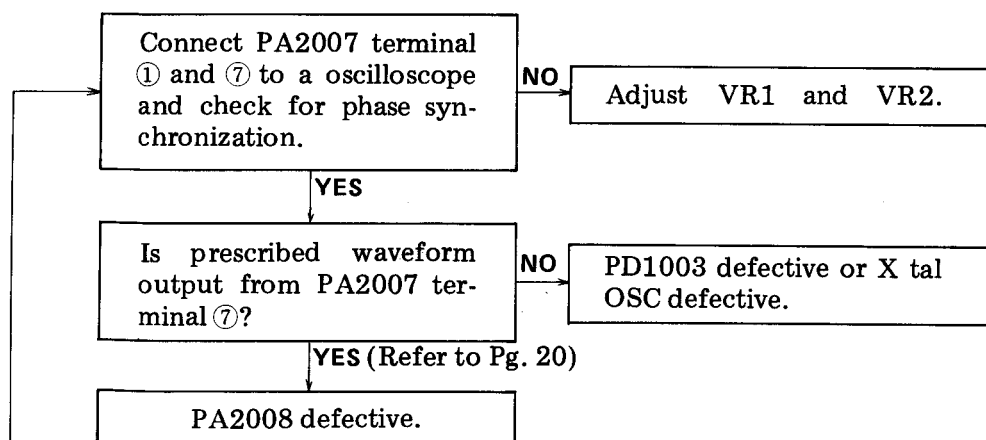 Connect PA2007 terminal
① and ⑦ to a oscilloscope
and check for phase syn-
chronization.
NO
Adjust VR1 and VR2.
YES
Is prescribed waveform
output from PA2007 ter-
minal ⑦?
NO
PD1003 defective or X tal
OSC defective.
YES (Refer to Pg. 20)
PA2008 defective.